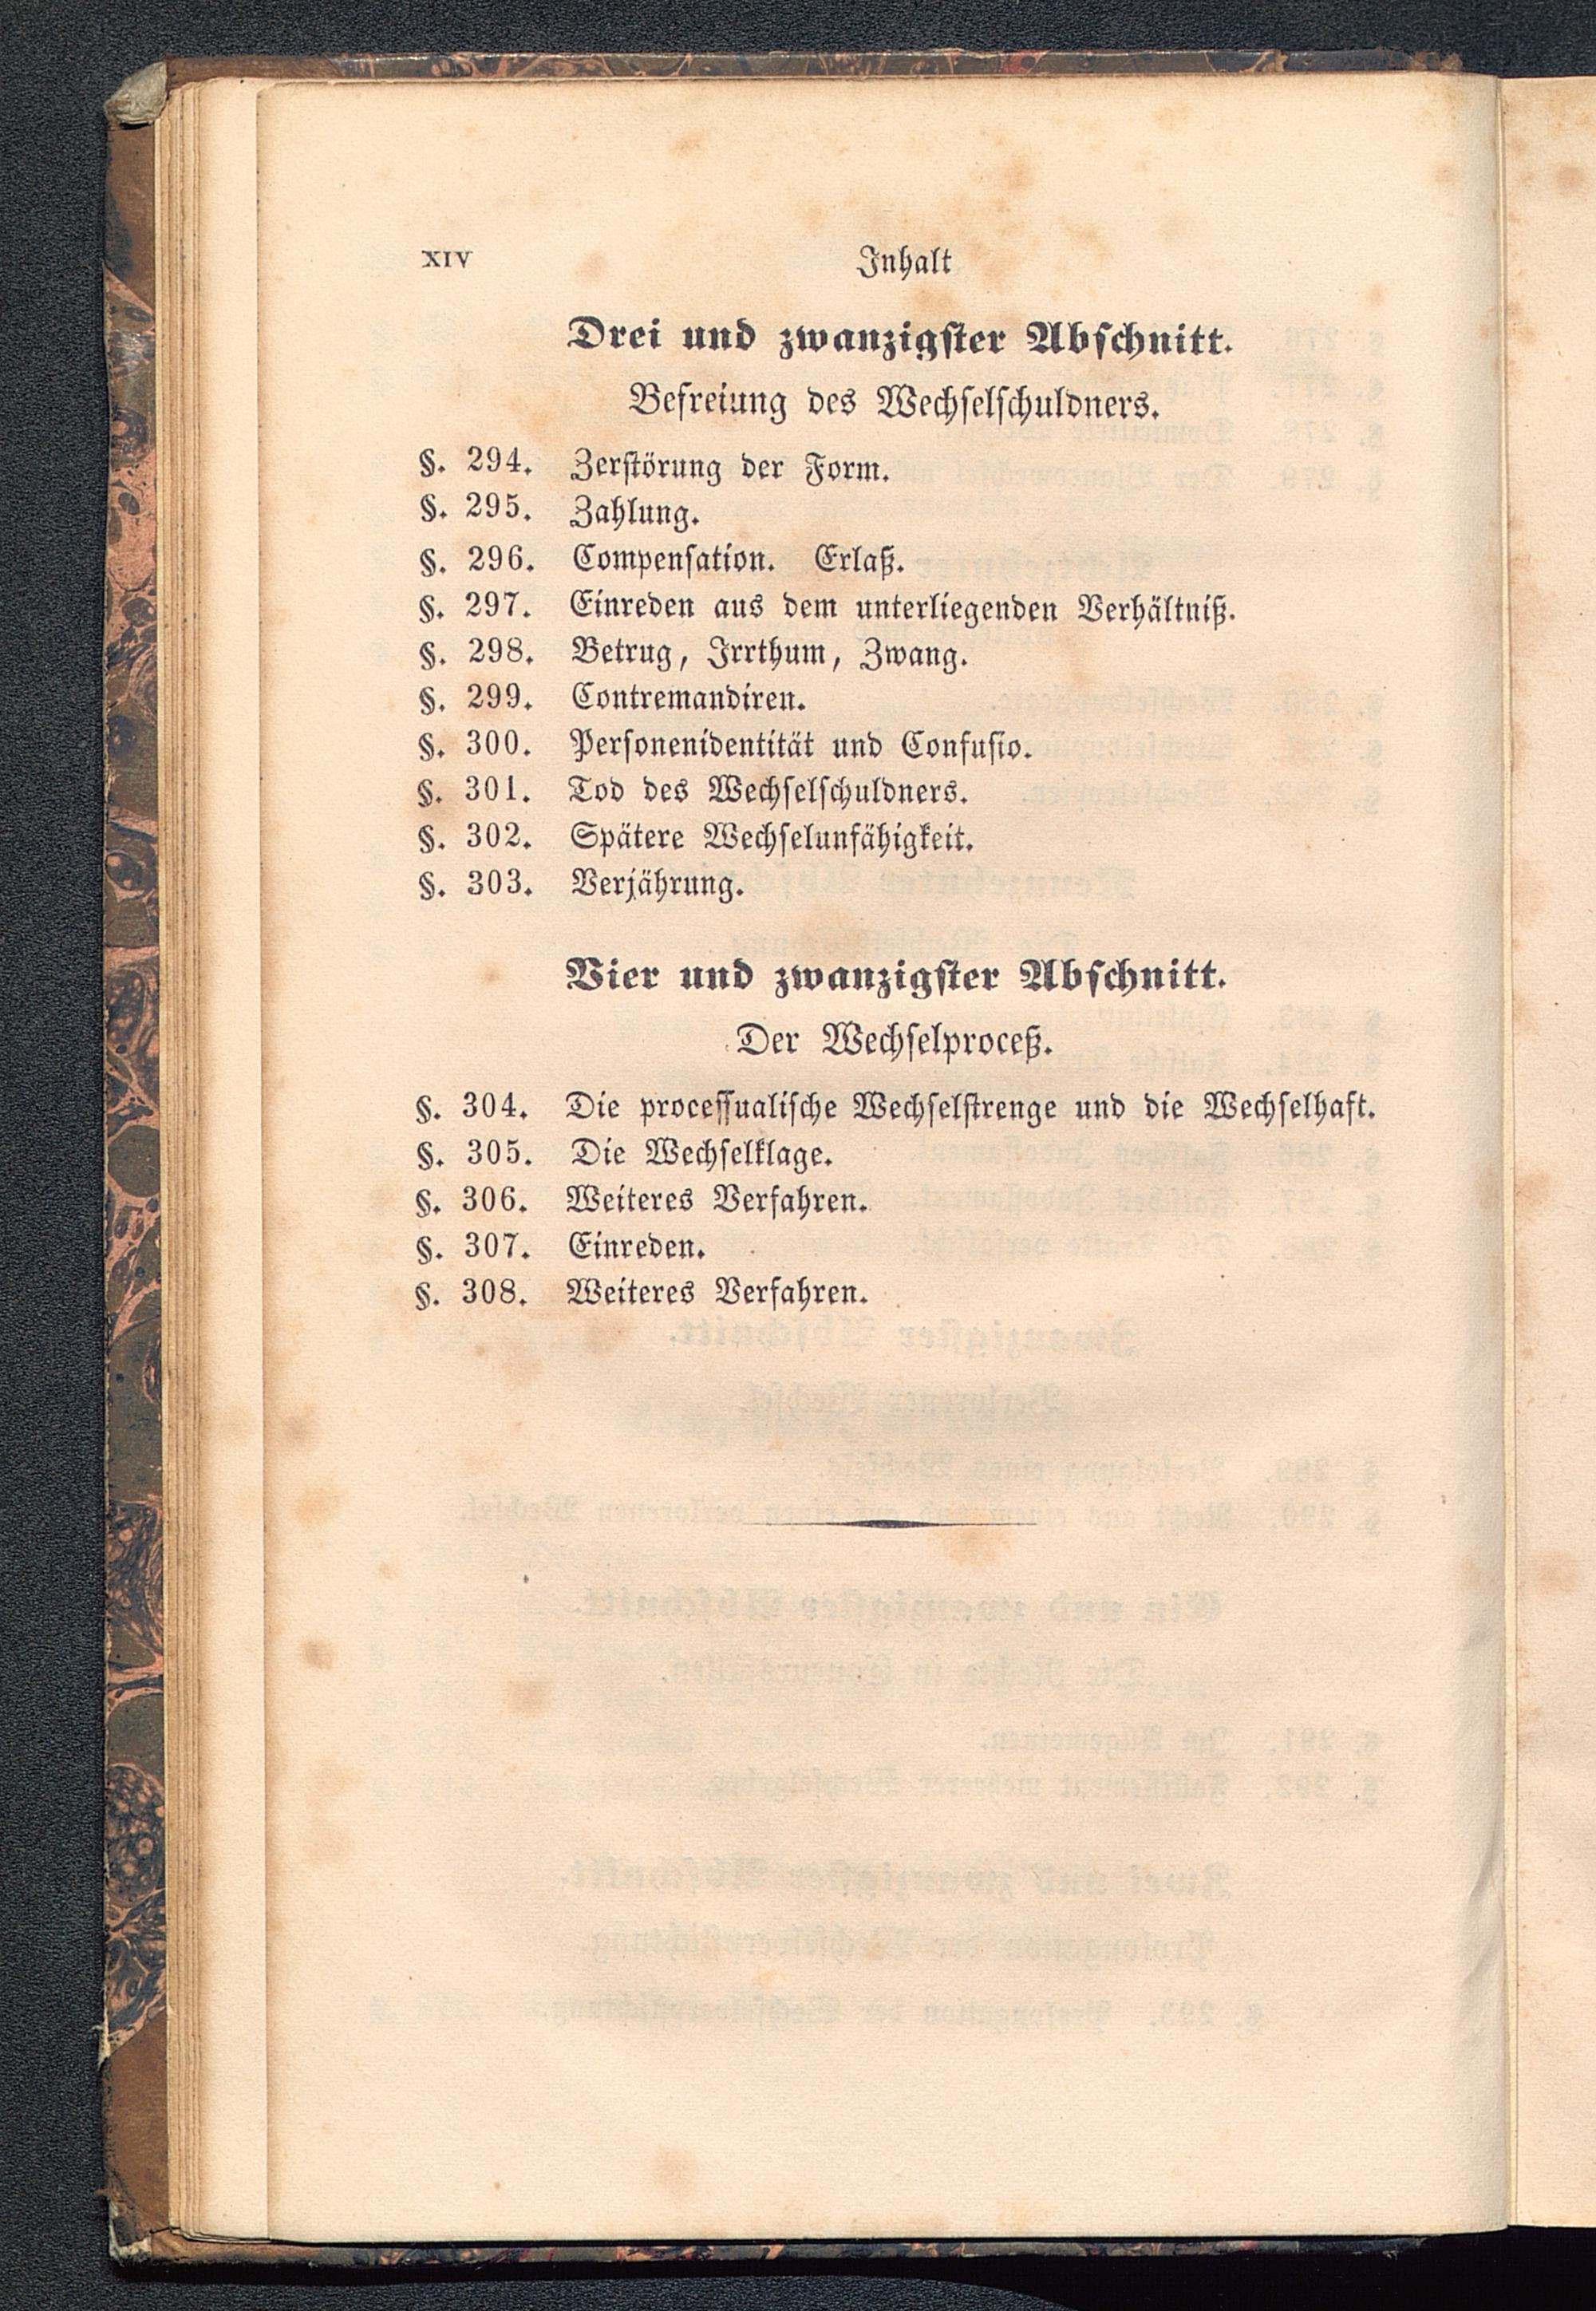 XIV Inhalt
Drei und zwanzigster Abschnitt.
Befreiung des Wechselschuldners.
§. 294. Zerstörung der Form.
§. 295. Zahlung.
§. 296. Compensation. Erlaß.
§. 297. Einreden aus dem unterliegenden Verhältniß.
§. 298. Betrug, Irrthum, Zwang.
§. 299. Contremandiren.
§. 300. Personenidentität und Confusio.
§. 301. Tod des Wechselschuldners.
§. 302. Spätere Wechselunfähigkeit.
§. 303. Verjährung.
Vier und zwanzigster Abschnitt.
Der Wechselproceß.
§. 304. Die processualische Wechselstrenge und die Wechselhaft.
§. 305. Die Wechselklage.
§. 306. Weiteres Verfahren.
§. 307. Einreden.
§. 308. Weiteres Verfahren.